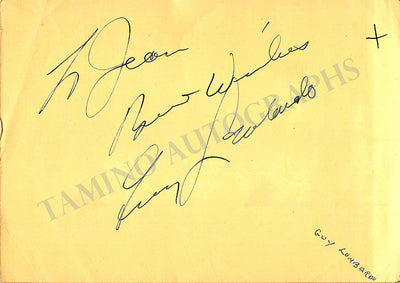 To Jean
+
Best Wishes
Guy Lombardo
TAMINO AUTOGRAPHS
GUY LOMBARDO